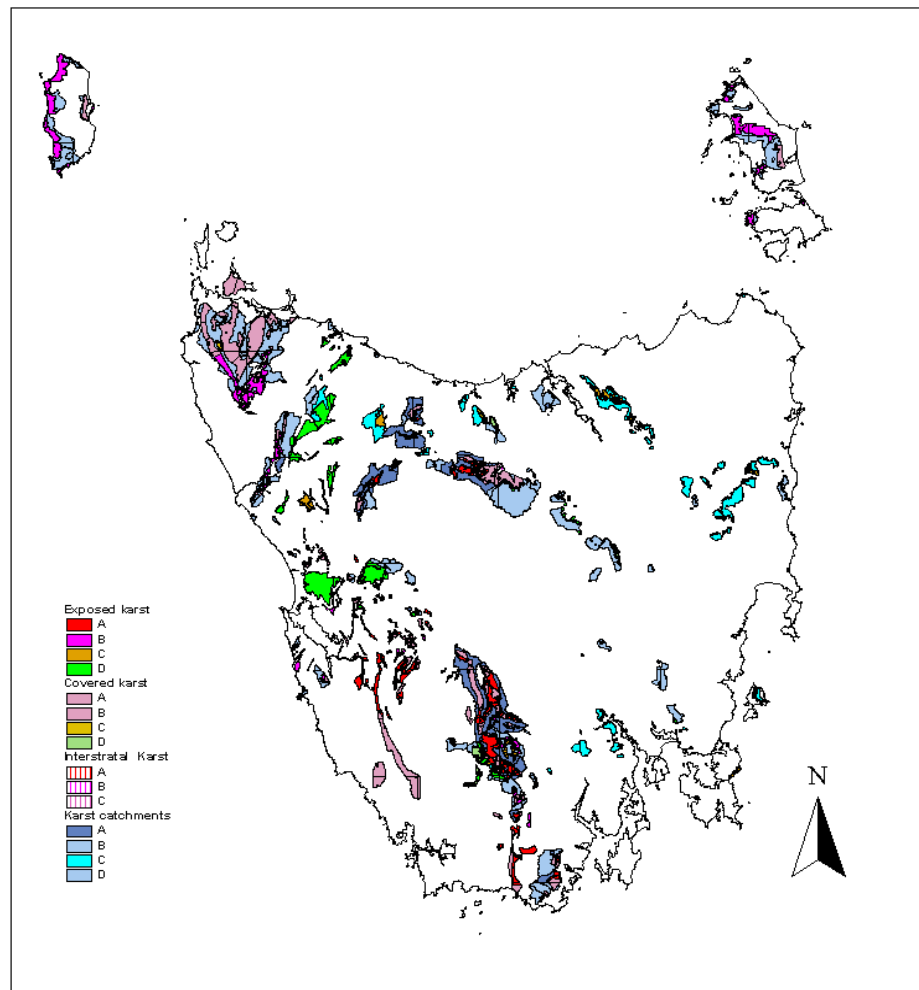 Exposed karst
A
B
C
D
Covered karst
A
B
C
D
Interstratal Karst
A
B
C
Karst catchments
A
B
C
D
N